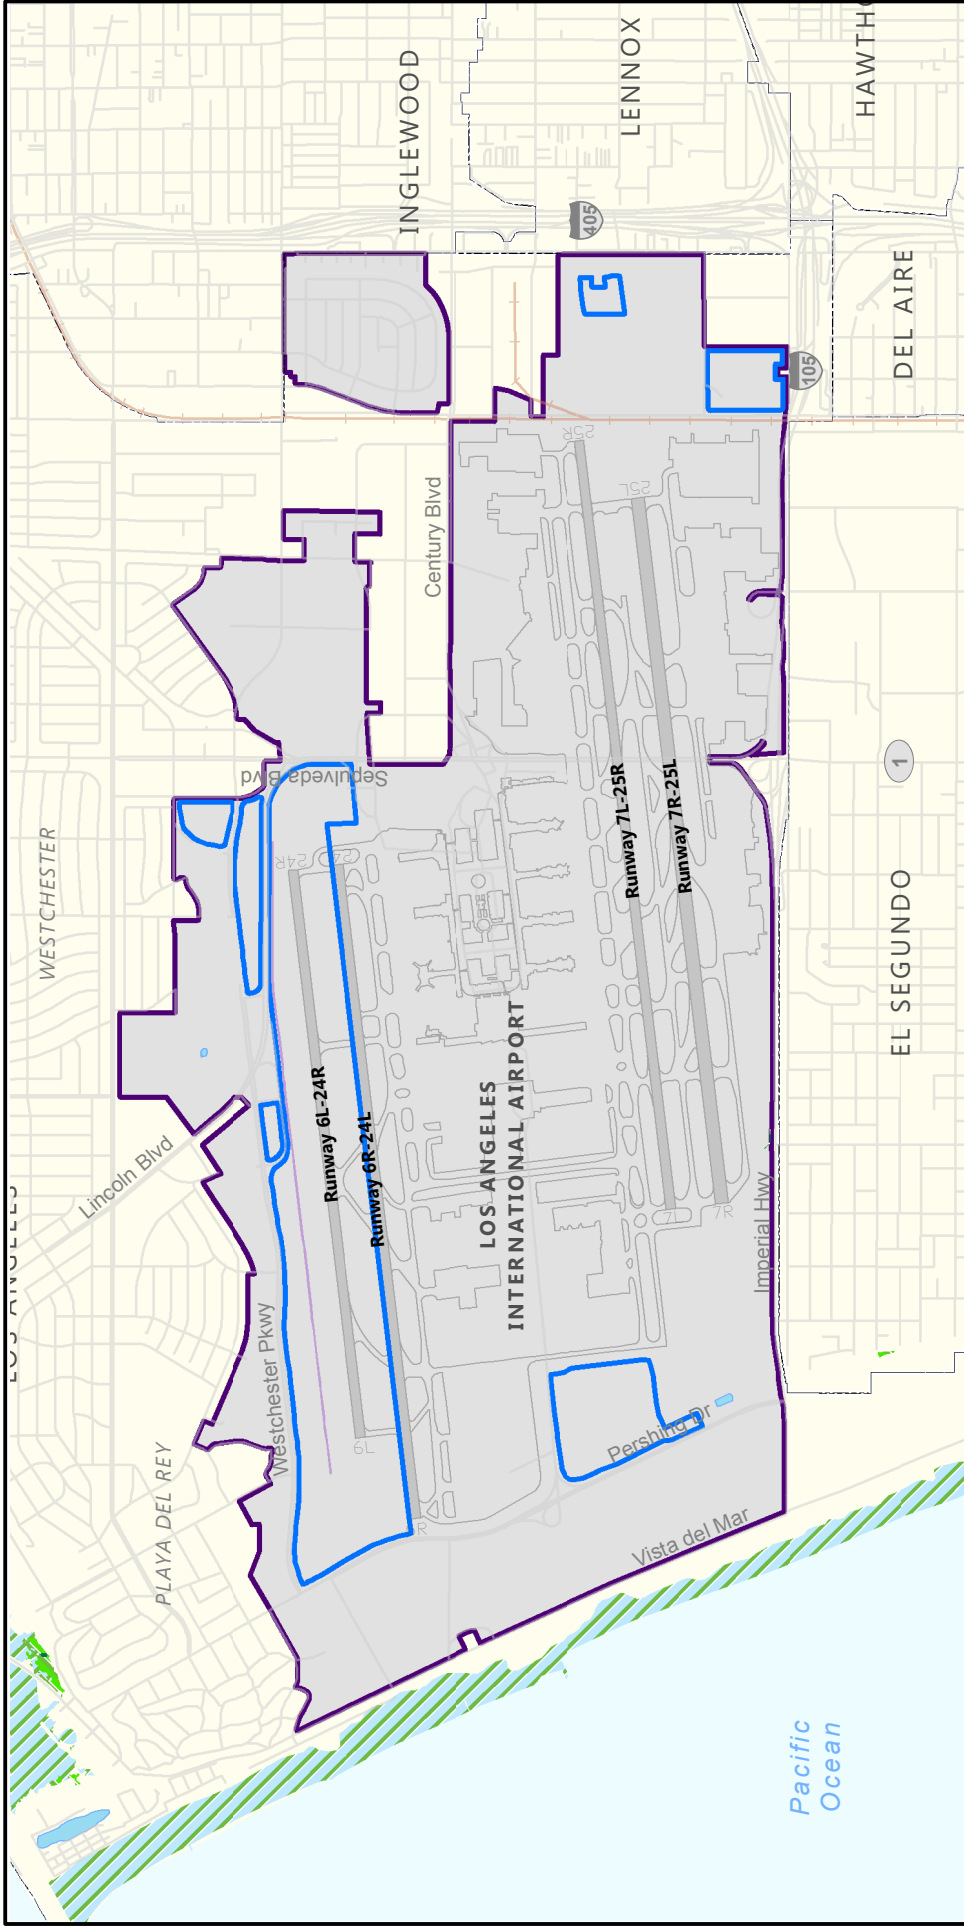 WESTCHESTER
PLAYA DEL REY
Lincoln Blvd
Sepulveda Blvd
Westchester Pkwy
24R
Runway 6L-24R
6L
Runway 6R-24L
INGLEWOOD
Century Blvd
LOS ANGELES
INTERNATIONAL AIRPORT
25R
405
LENNOX
25L
Runway 7L-25R
Runway 7R-25L
7L
7R
Pershing Dr
Vista del Mar
Imperial Hwy
Pacific
Ocean
105
HAWTHO
DEL AIRE
1
EL SEGUNDO